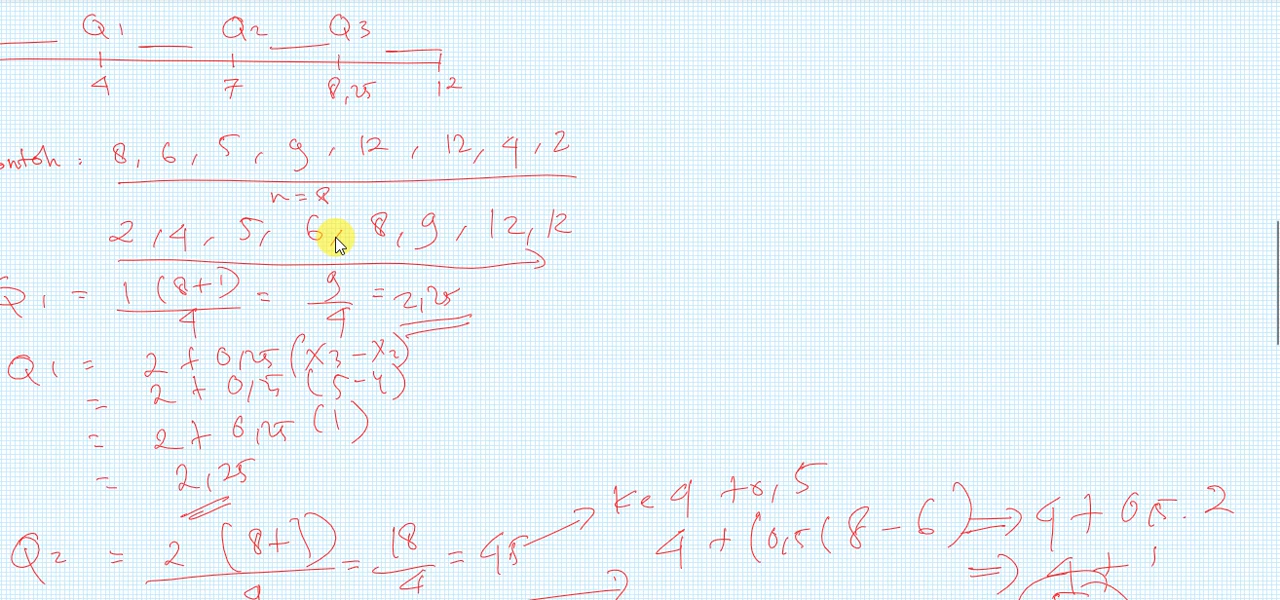 Q1 Q2 Q3
4 7 8,25 12
ontoh : 8, 6, 5, 9, 12, 12, 4, 2
n = 8
2, 4, 5, 6, 8, 9, 12, 12
Q1 = 1 (8+1) / 4 = 9 / 4 = 2,25
Q1 = 2 + 0,25 (X3 - X2)
= 2 + 0,25 (5-4)
= 2 + 0,25 (1)
= 2,25
Q2 = 2 (8+1) / 4 = 18 / 4 = 4,5 → ke 4 + 0,5
4 + (0,5 (8-6) => 4 + 0,5 . 2
=> 4 + 1